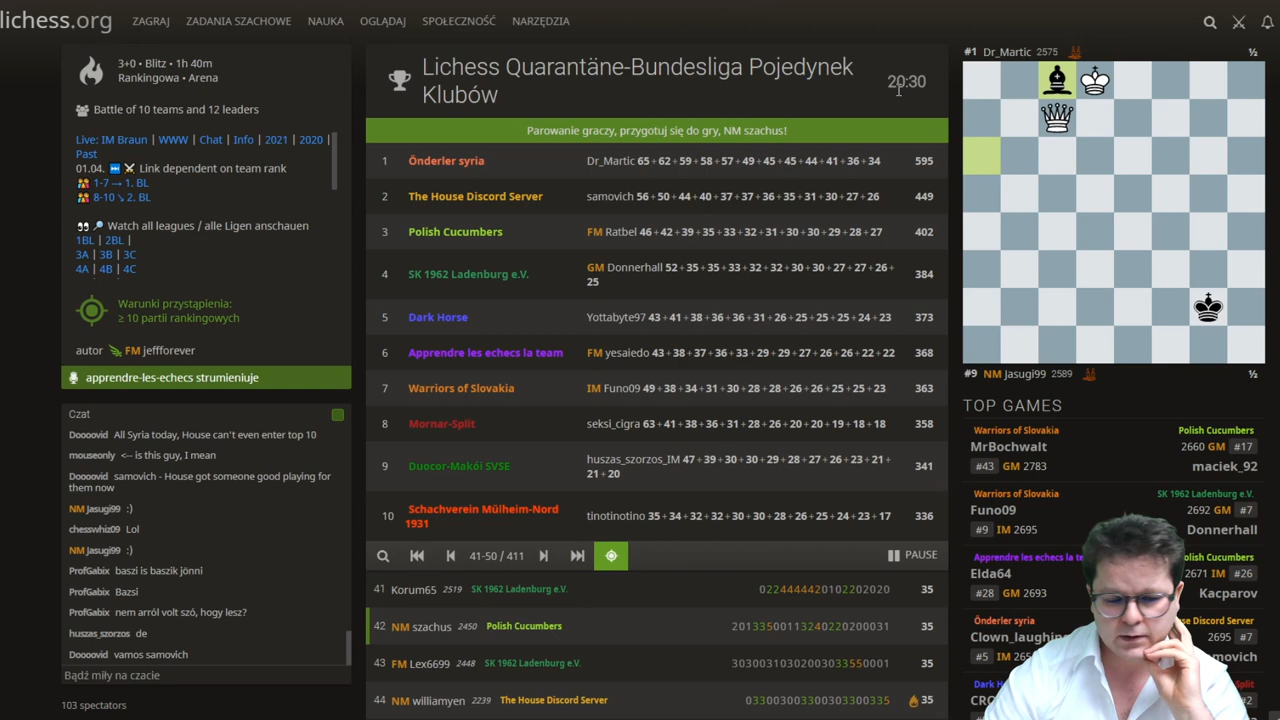 lichess.org ZAGRAJ ZADANIA SZACHOWE NAUKA OGLĄDAJ SPOŁECZNOŚĆ NARZĘDZIA
3+0 • Blitz • 1h 40m
Rankingowa • Arena
Battle of 10 teams and 12 leaders
Live: IM Braun | WWW | Chat | Info | 2021 | 2020 |
Past
01.04. Link dependent on team rank
1-7 → 1. BL
8-10 ↘ 2. BL
Watch all leagues / alle Ligen anschauen
1BL | 2BL |
3A | 3B | 3C
4A | 4B | 4C
Warunki przystąpienia:
≥ 10 partii rankingowych
autor FM jeffforever
apprendre-les-echecs strumieniuje
Czat
Doooovid All Syria today, House can't even enter top 10
mouseonly <-- is this guy, I mean
Doooovid samovich - House got someone good playing for
them now
NM Jasugi99 :)
chesswhiz09 Lol
NM Jasugi99 :)
ProfGabix baszi is baszik jönni
ProfGabix Bazsi
ProfGabix nem arról volt szó, hogy lesz?
huszas_szorzos de
Doooovid vamos samovich
Bądź miły na czacie
103 spectators
Lichess Quarantäne-Bundesliga Pojedynek
Klubów
20:30
Parowanie graczy, przygotuj się do gry, NM szachus!
1 Önderler syria Dr_Martic 65 + 62 + 59 + 58 + 57 + 49 + 45 + 45 + 44 + 41 + 36 + 34 595
2 The House Discord Server samovich 56 + 50 + 44 + 40 + 37 + 37 + 36 + 35 + 31 + 30 + 27 + 26 449
3 Polish Cucumbers FM Ratbel 46 + 42 + 39 + 35 + 33 + 32 + 31 + 30 + 30 + 29 + 28 + 27 402
4 SK 1962 Ladenburg e.V. GM Donnerhall 52 + 35 + 35 + 33 + 32 + 32 + 30 + 30 + 27 + 27 + 26 +
25 384
5 Dark Horse Yottabyte97 43 + 41 + 38 + 36 + 36 + 31 + 26 + 25 + 25 + 25 + 24 + 23 373
6 Apprendre les echecs la team FM yesaiedo 43 + 38 + 37 + 36 + 33 + 29 + 29 + 27 + 26 + 26 + 22 + 22 368
7 Warriors of Slovakia IM Funo09 49 + 38 + 34 + 31 + 30 + 28 + 28 + 26 + 26 + 25 + 25 + 23 363
8 Mornar-Split seksi_cigra 63 + 41 + 38 + 36 + 31 + 28 + 26 + 20 + 20 + 19 + 18 + 18 358
9 Duocor-Makói SVSE huszas_szorzos_IM 47 + 39 + 30 + 30 + 29 + 28 + 27 + 26 + 23 + 21 +
21 + 20 341
10 Schachverein Mülheim-Nord
1931 tinotinotino 35 + 34 + 32 + 32 + 30 + 30 + 28 + 26 + 25 + 24 + 23 + 17 336
41-50 / 411 PAUSE
41 Korum65 2519 SK 1962 Ladenburg e.V. 0224444420102202020 35
42 NM szachus 2450 Polish Cucumbers 20133500113240220200031 35
43 FM Lex6699 2448 SK 1962 Ladenburg e.V. 30300310302003033550001 35
44 NM williamyen 2239 The House Discord Server 033003003300303300335 35
#1 Dr_Martic 2575 ½
#9 NM Jasugi99 2589 ½
TOP GAMES
Warriors of Slovakia Polish Cucumbers
MrBochwalt 2660 GM #17
#43 GM 2783 maciek_92
Warriors of Slovakia SK 1962 Ladenburg e.V.
Funo09 2692 GM #7
#9 IM 2695 Donnerhall
Apprendre les echecs la te Polish Cucumbers
Elda64 2671 IM #26
#28 GM 2693 Kacparov
Önderler syria
Clown_laughin 2695 #7
#5 IM
Mornar-Split
#2